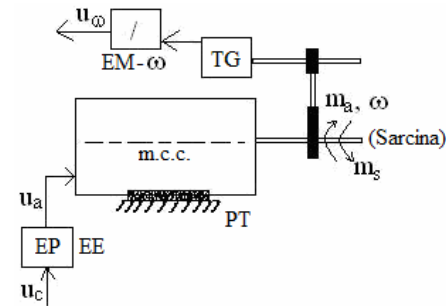 u_ω
/
EM-ω
TG
m_a, ω
m.c.c.
(Sarcina)
m_s
u_a
PT
EP
EE
u_c